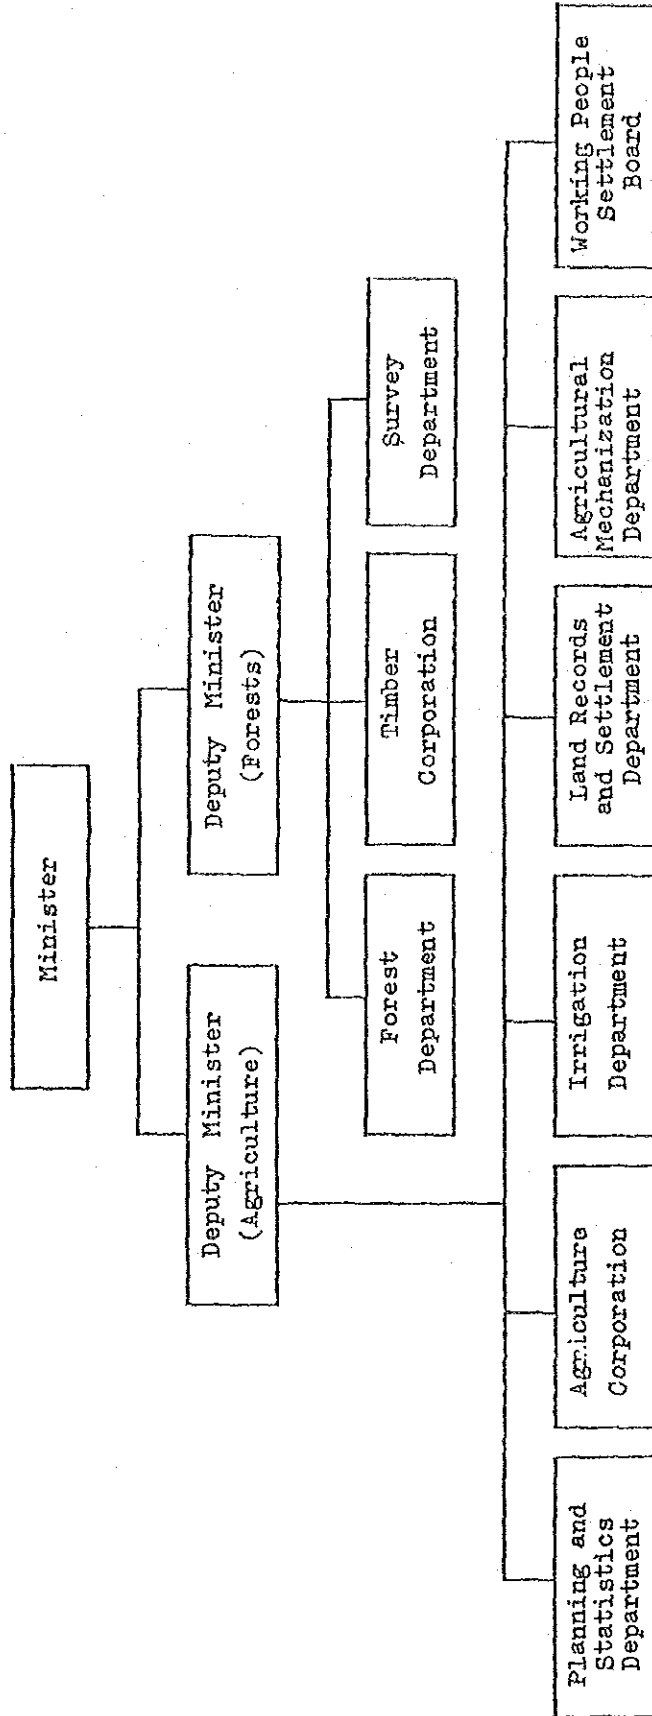 Minister
Deputy Minister
(Agriculture)
Deputy Minister
(Forests)
Forest
Department
Timber
Corporation
Survey
Department
Planning and
Statistics
Department
Agriculture
Corporation
Irrigation
Department
Land Records
and Settlement
Department
Agricultural
Mechanization
Department
Working People
Settlement
Board